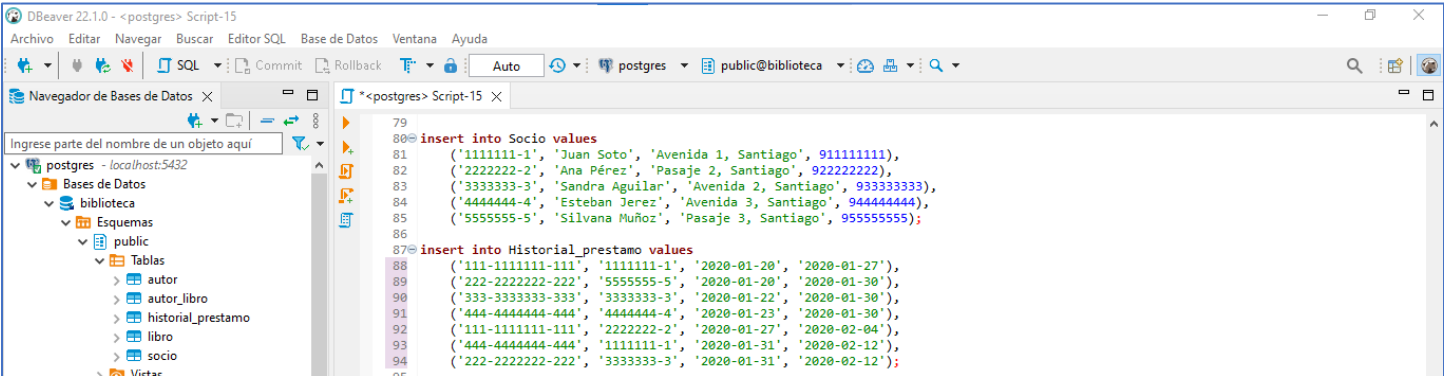 DBeaver 22.1.0 - <postgres> Script-15
Archivo Editar Navegar Buscar Editor SQL Base de Datos Ventana Ayuda
SQL Commit Rollback Auto postgres public@biblioteca
Navegador de Bases de Datos
*<postgres> Script-15
Ingrese parte del nombre de un objeto aquí
postgres - localhost:5432
Bases de Datos
biblioteca
Esquemas
public
Tablas
autor
autor_libro
historial_prestamo
libro
socio
Vistas
79
80 insert into Socio values
81 ('1111111-1', 'Juan Soto', 'Avenida 1, Santiago', 911111111),
82 ('2222222-2', 'Ana Pérez', 'Pasaje 2, Santiago', 922222222),
83 ('3333333-3', 'Sandra Aguilar', 'Avenida 2, Santiago', 933333333),
84 ('4444444-4', 'Esteban Jerez', 'Avenida 3, Santiago', 944444444),
85 ('5555555-5', 'Silvana Muñoz', 'Pasaje 3, Santiago', 955555555);
86
87 insert into Historial_prestamo values
88 ('111-1111111-111', '1111111-1', '2020-01-20', '2020-01-27'),
89 ('222-2222222-222', '5555555-5', '2020-01-20', '2020-01-30'),
90 ('333-3333333-333', '3333333-3', '2020-01-22', '2020-01-30'),
91 ('444-4444444-444', '4444444-4', '2020-01-23', '2020-01-30'),
92 ('111-1111111-111', '2222222-2', '2020-01-27', '2020-02-04'),
93 ('444-4444444-444', '1111111-1', '2020-01-31', '2020-02-12'),
94 ('222-2222222-222', '3333333-3', '2020-01-31', '2020-02-12');